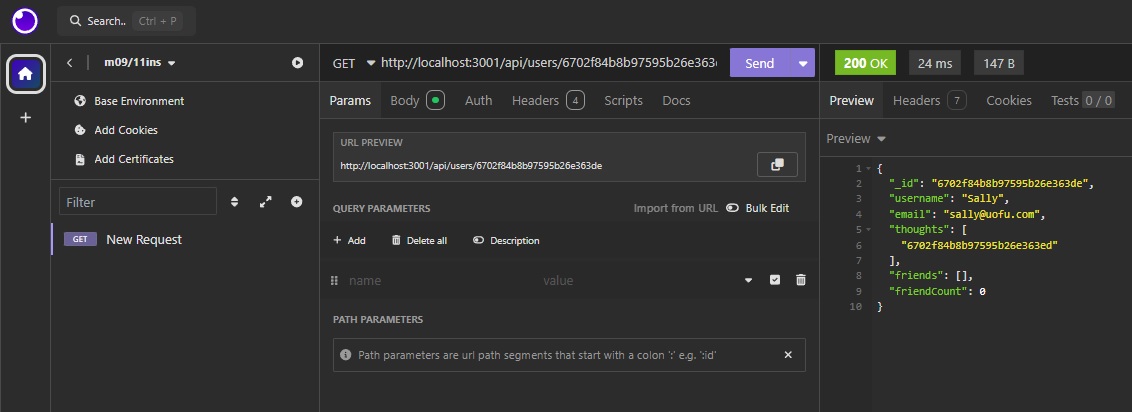 Search.. Ctrl + P
m09/11ins
Base Environment
Add Cookies
Add Certificates
Filter
GET New Request
GET http://localhost:3001/api/users/6702f84b8b97595b26e363 Send
Params Body Auth Headers 4 Scripts Docs
URL PREVIEW
http://localhost:3001/api/users/6702f84b8b97595b26e363de
QUERY PARAMETERS Import from URL Bulk Edit
+ Add Delete all Description
name value
PATH PARAMETERS
Path parameters are url path segments that start with a colon ':' e.g. ':id'
200 OK 24 ms 147 B
Preview Headers 7 Cookies Tests 0 / 0
Preview
1 {
2 "_id": "6702f84b8b97595b26e363de",
3 "username": "Sally",
4 "email": "sally@uofu.com",
5 "thoughts": [
6 "6702f84b8b97595b26e363ed"
7 ],
8 "friends": [],
9 "friendCount": 0
10 }